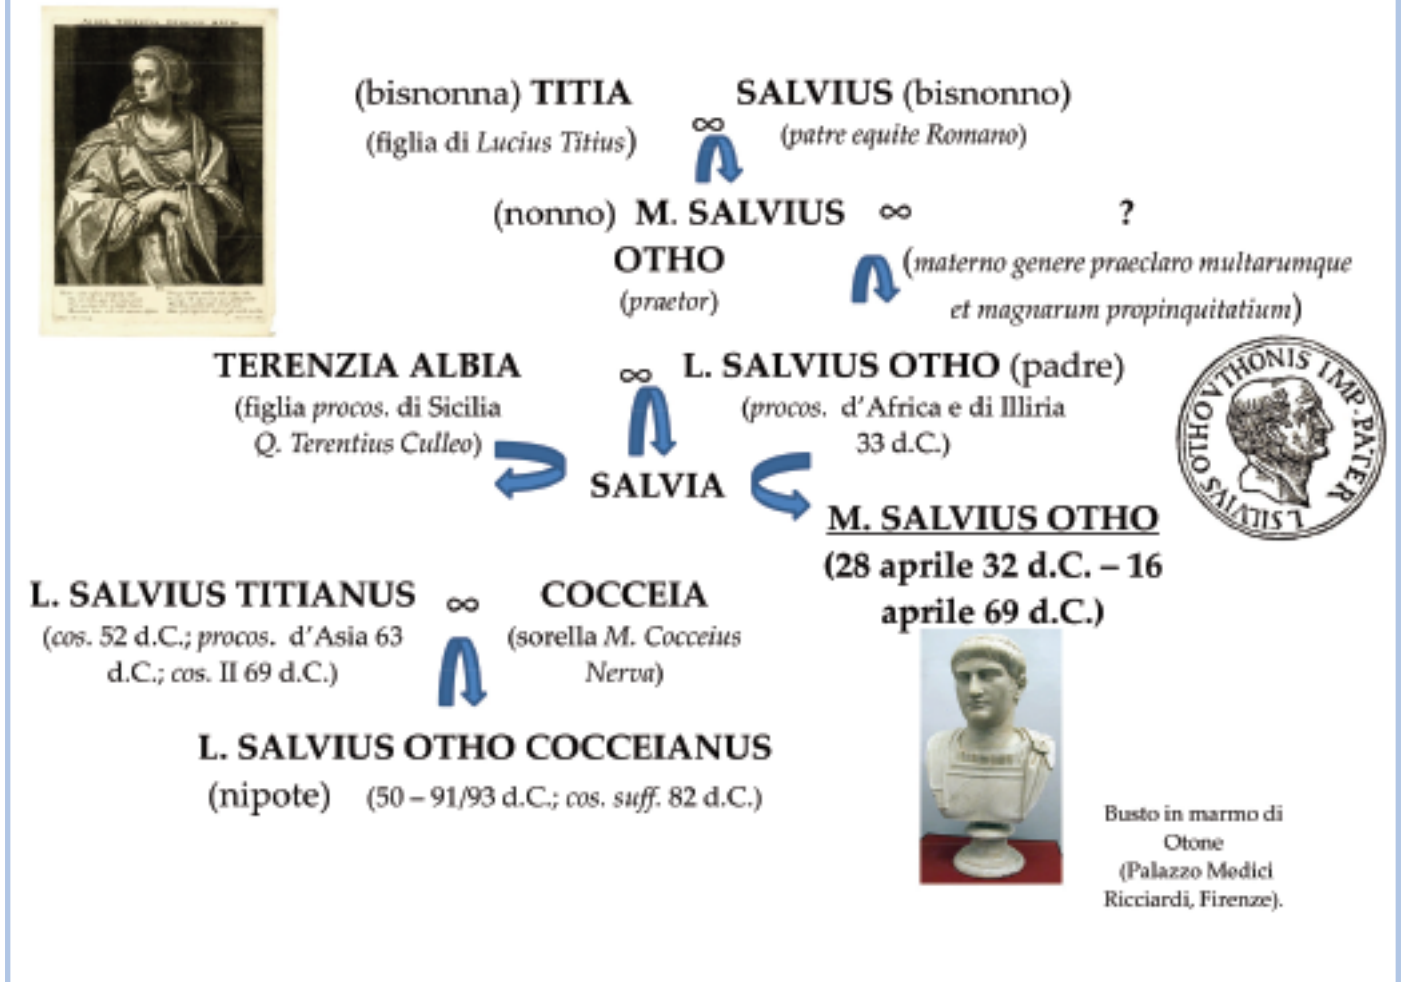 (bisnonna) TITIA
SALVIUS (bisnonno)
∞
(figlia di Lucius Titius)
(patre equite Romano)
(nonno) M. SALVIUS ∞ ?
OTHO
(praetor)
(materno genere praeclaro multarumque
et magnarum propinquitatium)
TERENZIA ALBIA
∞
L. SALVIUS OTHO (padre)
(figlia procos. di Sicilia
Q. Terentius Culleo)
(procos. d'Africa e di Illiria
33 d.C.)
SALVIA
M. SALVIUS OTHO
(28 aprile 32 d.C. – 16
aprile 69 d.C.)
L. SILVIVS OTHO VTHONIS IMP. PATER
L. SALVIUS TITIANUS
∞
COCCEIA
(cos. 52 d.C.; procos. d'Asia 63
d.C.; cos. II 69 d.C.)
(sorella M. Cocceius
Nerva)
L. SALVIUS OTHO COCCEIANUS
(nipote) (50 – 91/93 d.C.; cos. suff. 82 d.C.)
Busto in marmo di
Otone
(Palazzo Medici
Ricciardi, Firenze).